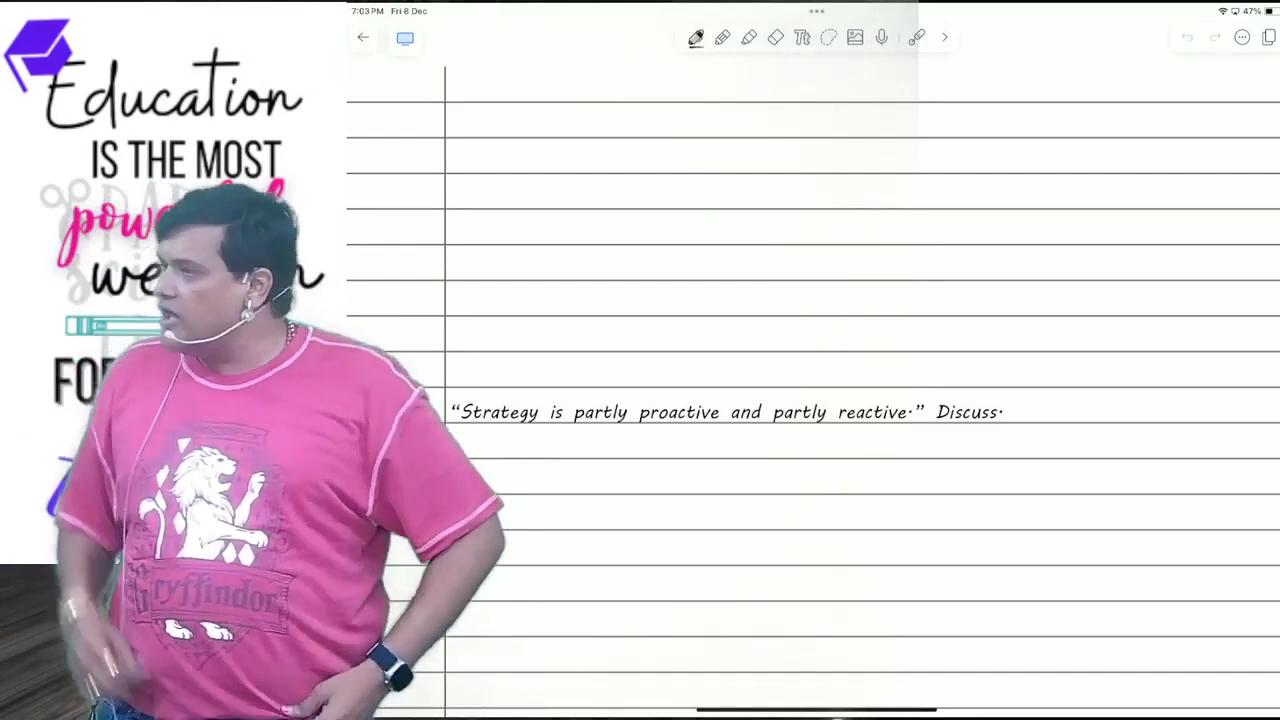 7:03 PM Fri 8 Dec
47%
Education
IS THE MOST
Tt
"Strategy is partly proactive and partly reactive." Discuss.
Gryffindor